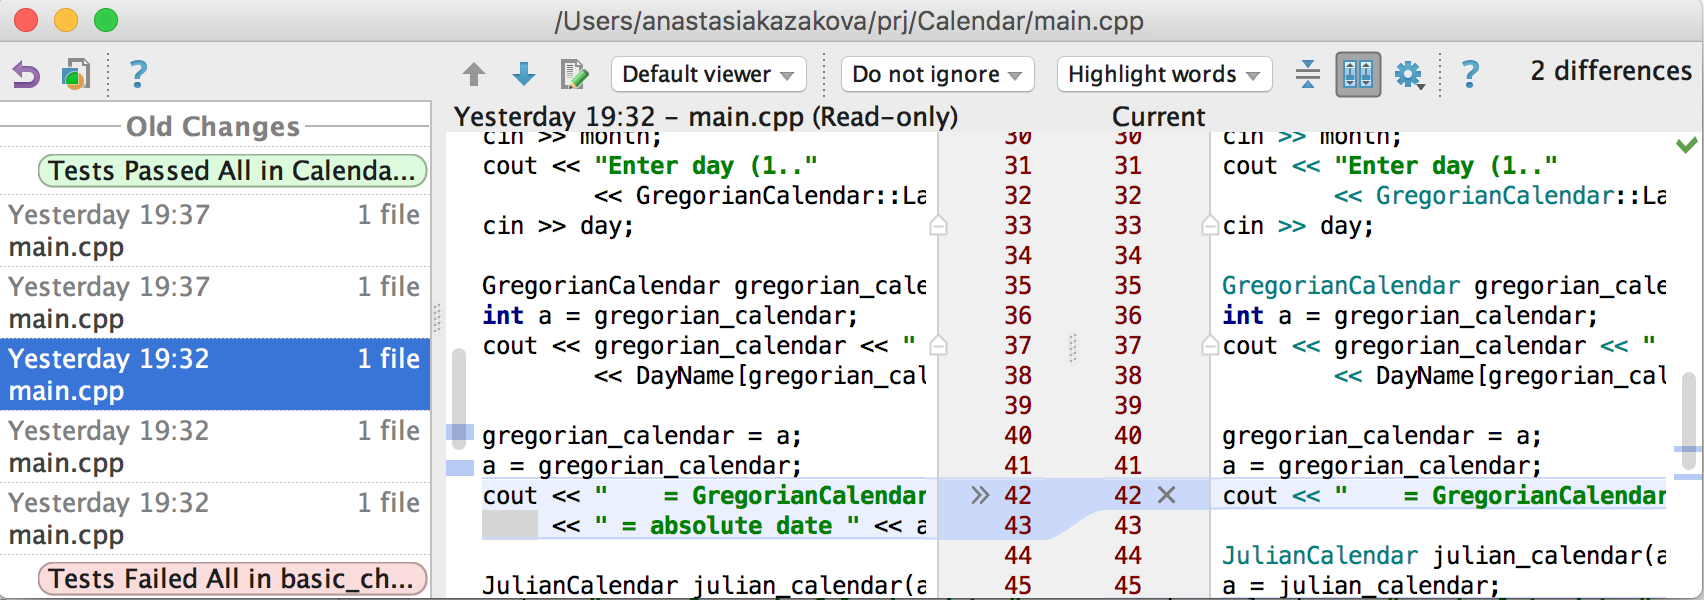 /Users/anastasiakazakova/prj/Calendar/main.cpp
? Default viewer Do not ignore Highlight words ? 2 differences
Old Changes
Tests Passed All in Calenda...
Yesterday 19:37 1 file
main.cpp
Yesterday 19:37 1 file
main.cpp
Yesterday 19:32 1 file
main.cpp
Yesterday 19:32 1 file
main.cpp
Yesterday 19:32 1 file
main.cpp
Tests Failed All in basic_ch...
Yesterday 19:32 - main.cpp (Read-only) Current
cin >> month; 30 30 cin >> month;
cout << "Enter day (1.." 31 31 cout << "Enter day (1.."
<< GregorianCalendar::La 32 32 << GregorianCalendar::La
cin >> day; 33 33 cin >> day;
34 34
GregorianCalendar gregorian_cale 35 35 GregorianCalendar gregorian_cale
int a = gregorian_calendar; 36 36 int a = gregorian_calendar;
cout << gregorian_calendar << " 37 37 cout << gregorian_calendar << "
<< DayName[gregorian_cal 38 38 << DayName[gregorian_cal
39 39
gregorian_calendar = a; 40 40 gregorian_calendar = a;
a = gregorian_calendar; 41 41 a = gregorian_calendar;
cout << "    = GregorianCalendar >> 42 42 × cout << "    = GregorianCalendar
<< " = absolute date " << a 43 43
44 44 JulianCalendar julian_calendar(a
JulianCalendar julian_calendar(a 45 45 a = julian_calendar;